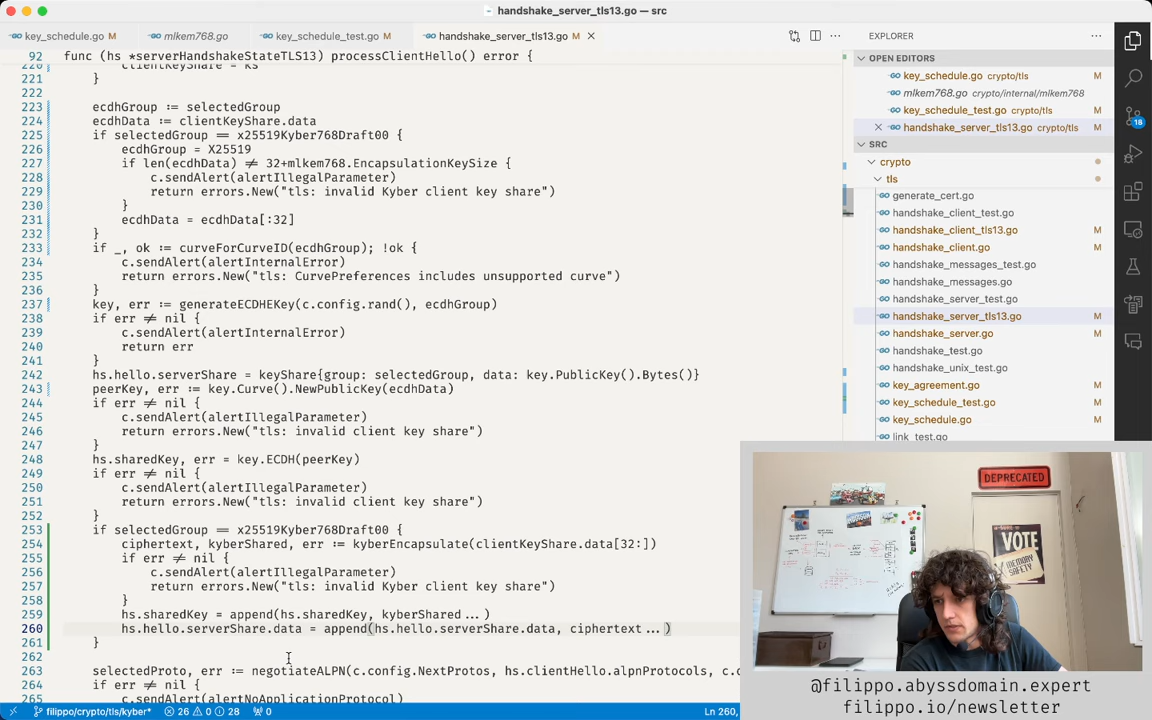 handshake_server_tls13.go — src
key_schedule.go M
mlkem768.go
key_schedule_test.go M
handshake_server_tls13.go M
EXPLORER
92 func (hs *serverHandshakeStateTLS13) processClientHello() error {
220 clientKeyShare = ks
221 }
222
223 ecdhGroup := selectedGroup
224 ecdhData := clientKeyShare.data
225 if selectedGroup == x25519Kyber768Draft00 {
226 ecdhGroup = X25519
227 if len(ecdhData) ≠ 32+mlkem768.EncapsulationKeySize {
228 c.sendAlert(alertIllegalParameter)
229 return errors.New("tls: invalid Kyber client key share")
230 }
231 ecdhData = ecdhData[:32]
232 }
233 if _, ok := curveForCurveID(ecdhGroup); !ok {
234 c.sendAlert(alertInternalError)
235 return errors.New("tls: CurvePreferences includes unsupported curve")
236 }
237 key, err := generateECDHEKey(c.config.rand(), ecdhGroup)
238 if err ≠ nil {
239 c.sendAlert(alertInternalError)
240 return err
241 }
242 hs.hello.serverShare = keyShare{group: selectedGroup, data: key.PublicKey().Bytes()}
243 peerKey, err := key.Curve().NewPublicKey(ecdhData)
244 if err ≠ nil {
245 c.sendAlert(alertIllegalParameter)
246 return errors.New("tls: invalid client key share")
247 }
248 hs.sharedKey, err = key.ECDH(peerKey)
249 if err ≠ nil {
250 c.sendAlert(alertIllegalParameter)
251 return errors.New("tls: invalid client key share")
252 }
253 if selectedGroup == x25519Kyber768Draft00 {
254 ciphertext, kyberShared, err := kyberEncapsulate(clientKeyShare.data[32:])
255 if err ≠ nil {
256 c.sendAlert(alertIllegalParameter)
257 return errors.New("tls: invalid Kyber client key share")
258 }
259 hs.sharedKey = append(hs.sharedKey, kyberShared...)
260 hs.hello.serverShare.data = append(hs.hello.serverShare.data, ciphertext...)
261 }
262
263 selectedProto, err := negotiateALPN(c.config.NextProtos, hs.clientHello.alpnProtocols, c.
264 if err ≠ nil {
265 c.sendAlert(alertNoApplicationProtocol)
OPEN EDITORS
key_schedule.go crypto/tls M
mlkem768.go crypto/internal/mlkem768
key_schedule_test.go crypto/tls M
handshake_server_tls13.go crypto/tls M
SRC
crypto
tls
generate_cert.go
handshake_client_test.go
handshake_client_tls13.go M
handshake_client.go M
handshake_messages_test.go
handshake_messages.go
handshake_server_test.go
handshake_server_tls13.go M
handshake_server.go M
handshake_test.go
handshake_unix_test.go
key_agreement.go M
key_schedule_test.go M
key_schedule.go M
link_test.go
18
DEPRECATED
VOTE
MEMORY
SAFETY
@filippo.abyssdomain.expert
filippo.io/newsletter
filippo/crypto/tls/kyber* 26 0 28 0
Ln 260,